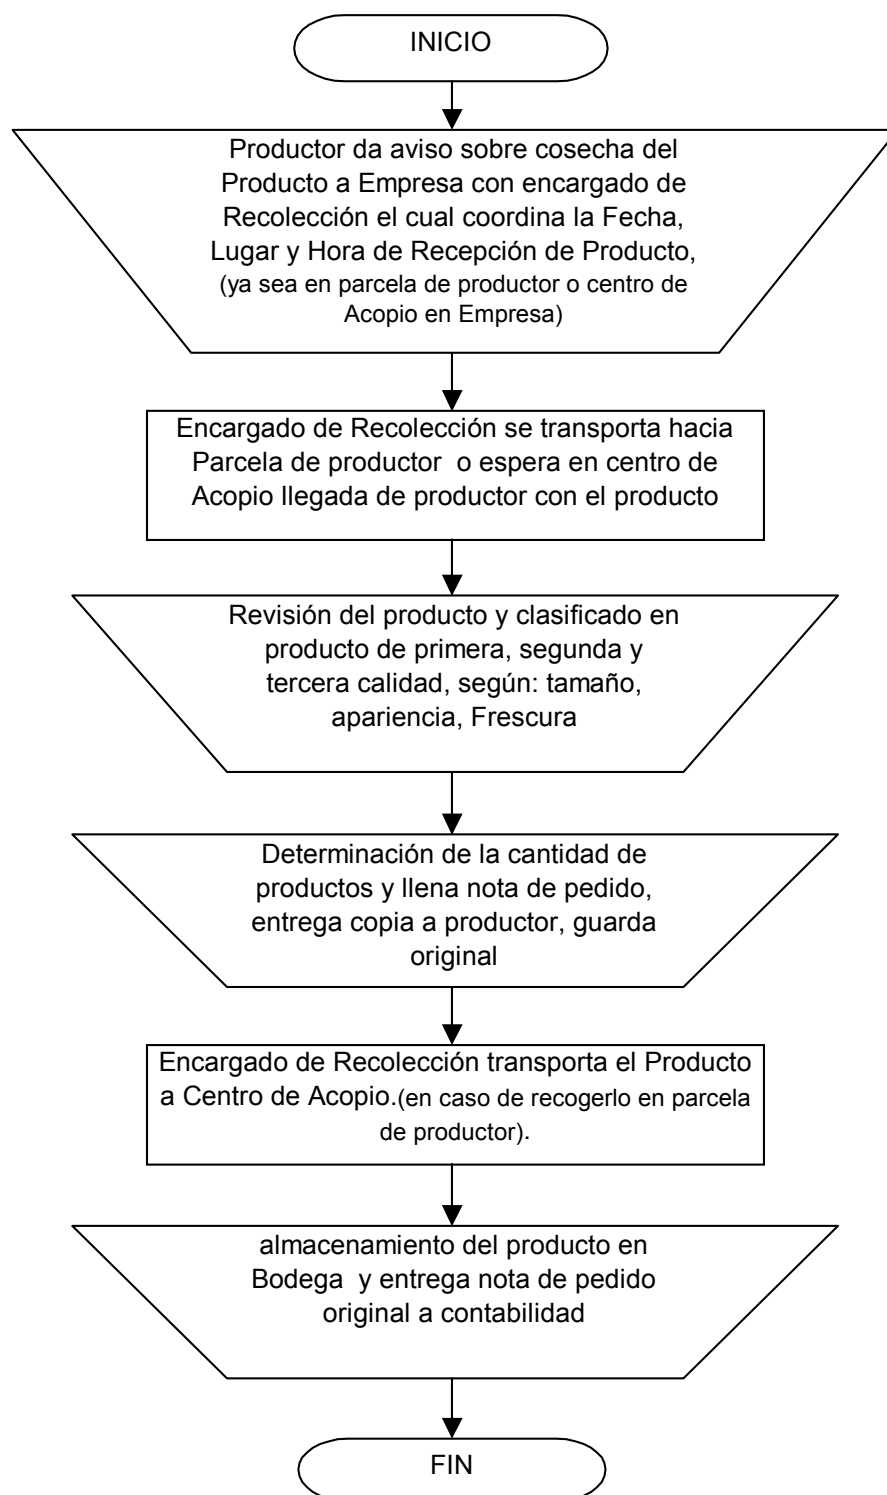 INICIO
Productor da aviso sobre cosecha del
Producto a Empresa con encargado de
Recolección el cual coordina la Fecha,
Lugar y Hora de Recepción de Producto,
(ya sea en parcela de productor o centro de
Acopio en Empresa)
Encargado de Recolección se transporta hacia
Parcela de productor  o espera en centro de
Acopio llegada de productor con el producto
Revisión del producto y clasificado en
producto de primera, segunda y
tercera calidad, según: tamaño,
apariencia, Frescura
Determinación de la cantidad de
productos y llena nota de pedido,
entrega copia a productor, guarda
original
Encargado de Recolección transporta el Producto
a Centro de Acopio.(en caso de recogerlo en parcela
de productor).
almacenamiento del producto en
Bodega  y entrega nota de pedido
original a contabilidad
FIN